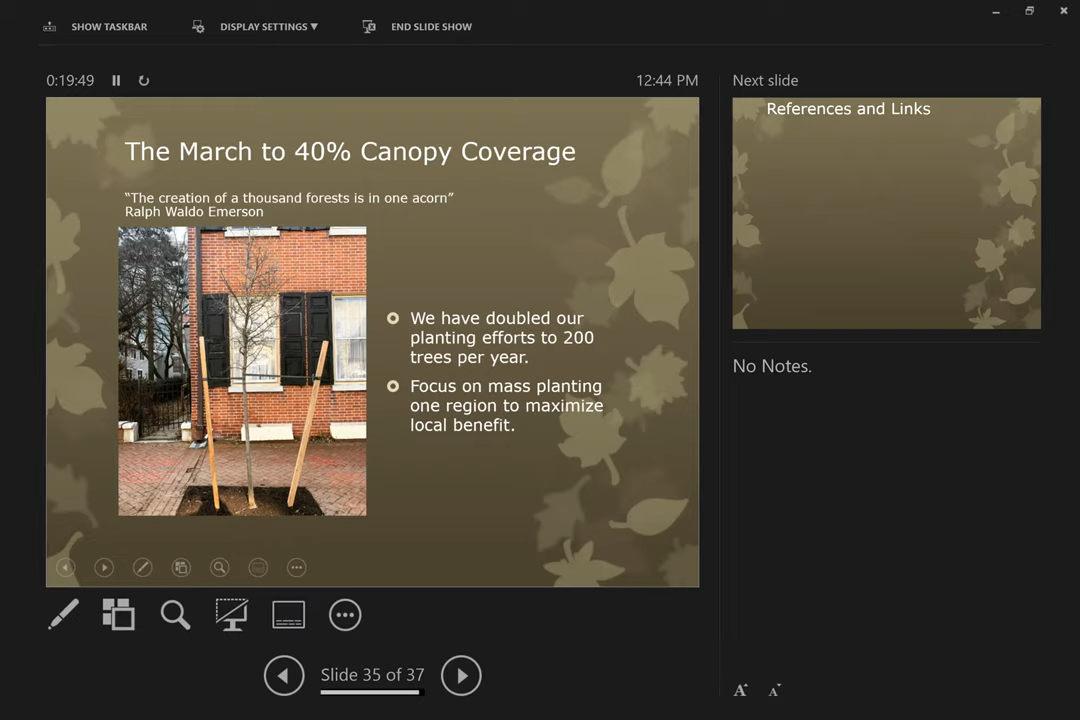 SHOW TASKBAR
DISPLAY SETTINGS ▼
END SLIDE SHOW
0:19:49
12:44 PM
The March to 40% Canopy Coverage
“The creation of a thousand forests is in one acorn”
Ralph Waldo Emerson
We have doubled our
planting efforts to 200
trees per year.
Focus on mass planting
one region to maximize
local benefit.
Slide 35 of 37
Next slide
References and Links
No Notes.
A
A